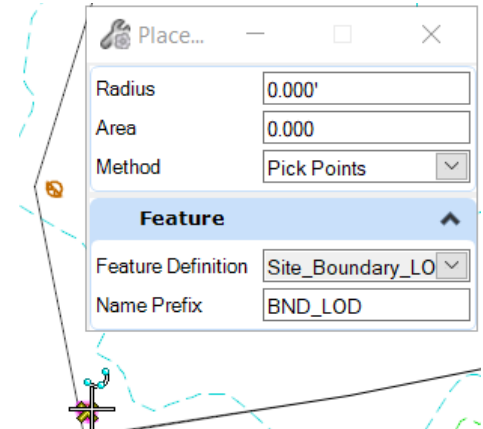 Place...
Radius 0.000'
Area 0.000
Method Pick Points
Feature
Feature Definition Site_Boundary_LO
Name Prefix BND_LOD